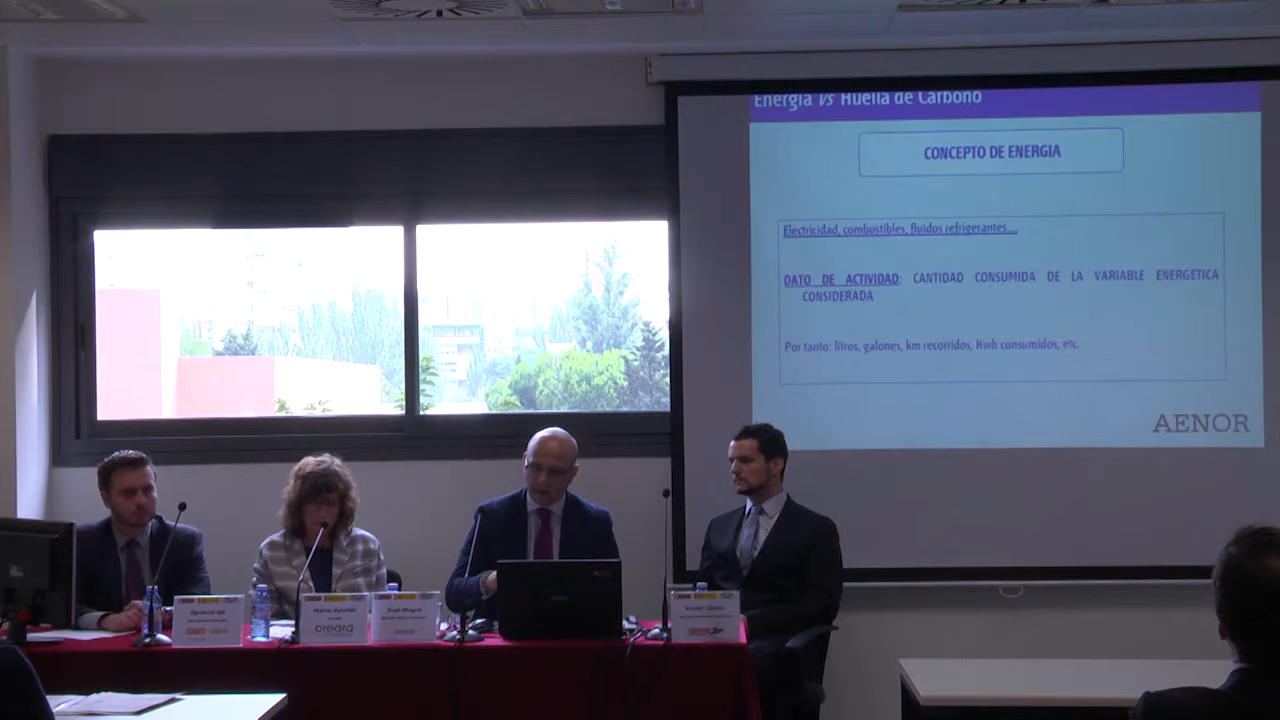 Energía vs Huella de Carbono
CONCEPTO DE ENERGIA
Electricidad, combustibles, fluidos refrigerantes....
DATO DE ACTIVIDAD: CANTIDAD CONSUMIDA DE LA VARIABLE ENERGETICA
CONSIDERADA
Por tanto: litros, galones, km recorridos, Kwh consumidos, etc.
AENOR
creara